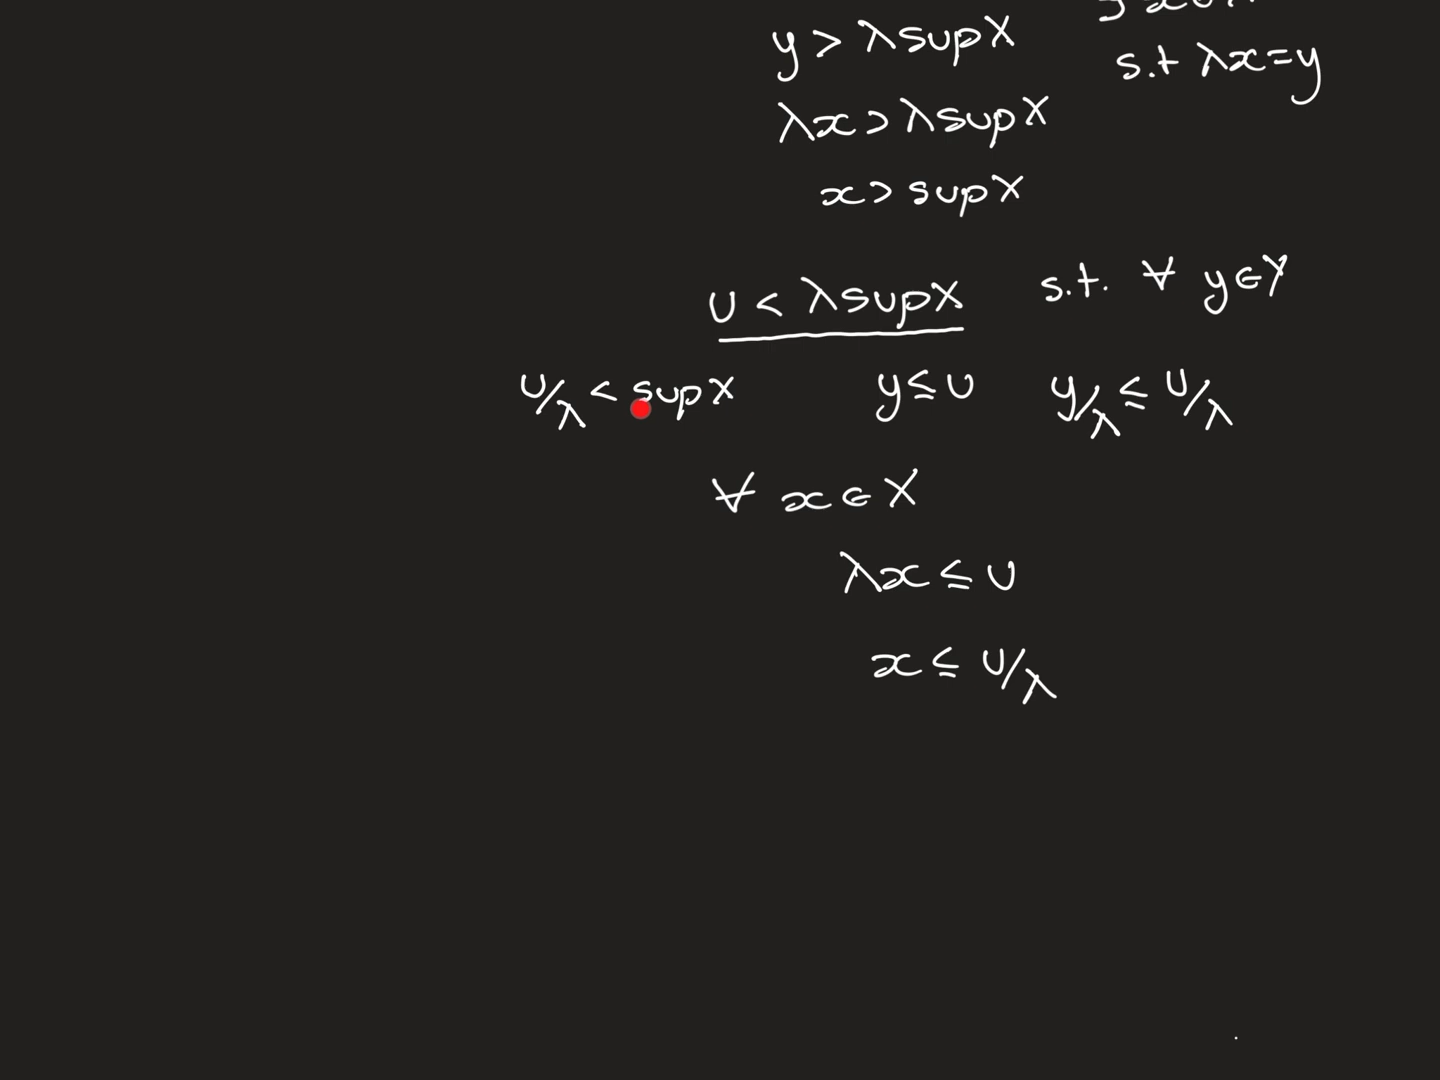 y > λsupX
s.t λx=y
λx > λsupX
x > supX
u < λsupX s.t. ∀ y∈Y
u/λ < supX y≤u y/λ ≤ u/λ
∀ x∈X
λx ≤ u
x ≤ u/λ